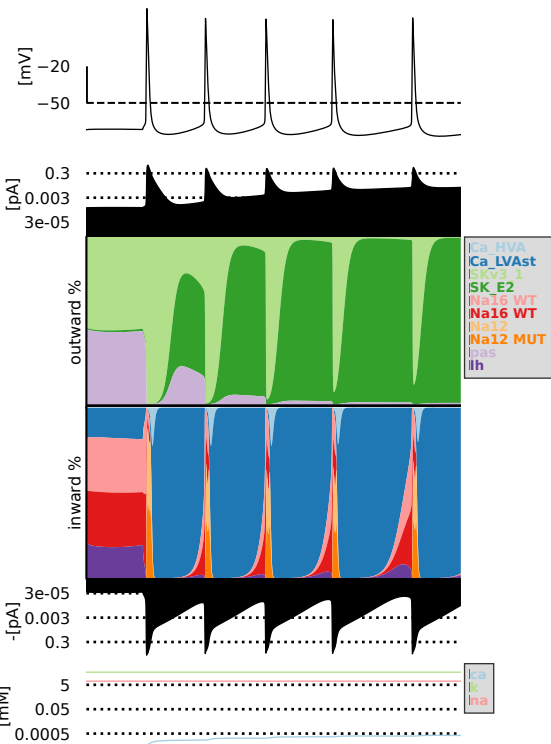 [mV]
−20
−50
[pA]
0.3
0.003
3e-05
outward %
Ca_HVA
Ca_LVAst
SKv3_1
SK_E2
Na16 WT
Na16 WT
Na12
Na12 MUT
pas
Ih
inward %
-[pA]
3e-05
0.003
0.3
[mM]
5
0.05
0.0005
ca
k
na